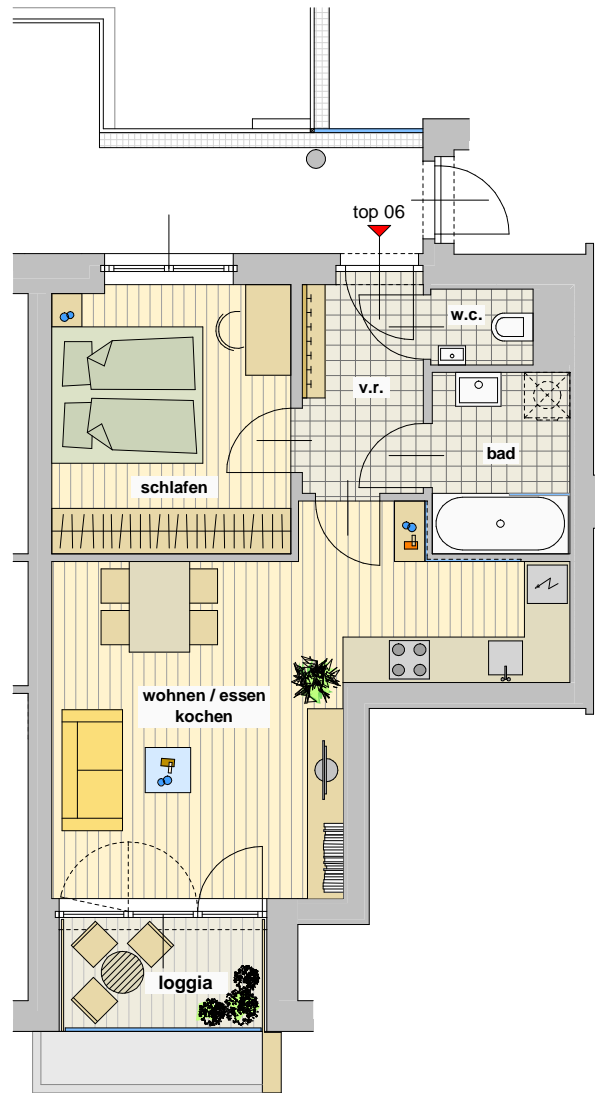 top 06
w.c.
v.r.
bad
schlafen
wohnen / essen
kochen
loggia